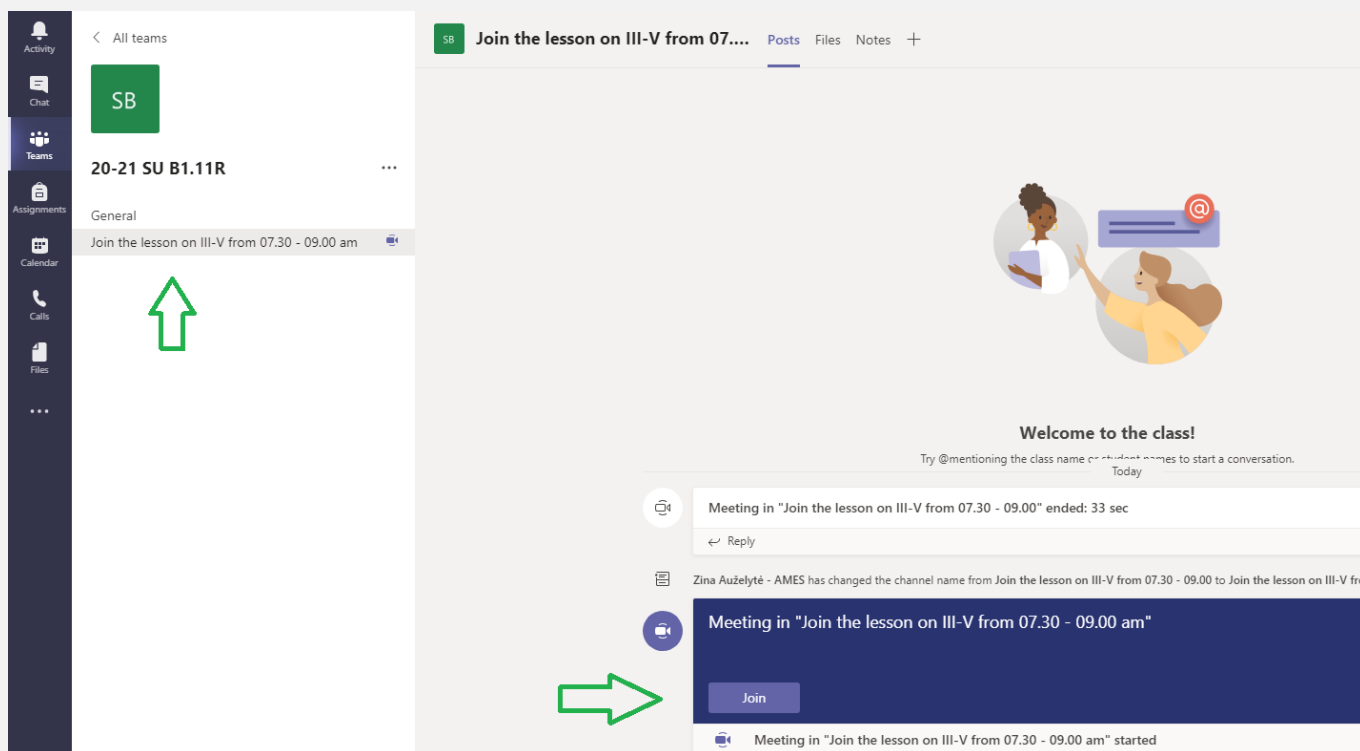 Activity
Chat
Teams
Assignments
Calendar
Calls
Files
All teams
SB
20-21 SU B1.11R
General
Join the lesson on III-V from 07.30 - 09.00 am
SB Join the lesson on III-V from 07.... Posts Files Notes
@
Welcome to the class!
Try @mentioning the class name or student names to start a conversation.
Today
Meeting in "Join the lesson on III-V from 07.30 - 09.00" ended: 33 sec
Reply
Zina Auželytė - AMES has changed the channel name from Join the lesson on III-V from 07.30 - 09.00 to Join the lesson on III-V
Meeting in "Join the lesson on III-V from 07.30 - 09.00 am"
Join
Meeting in "Join the lesson on III-V from 07.30 - 09.00 am" started